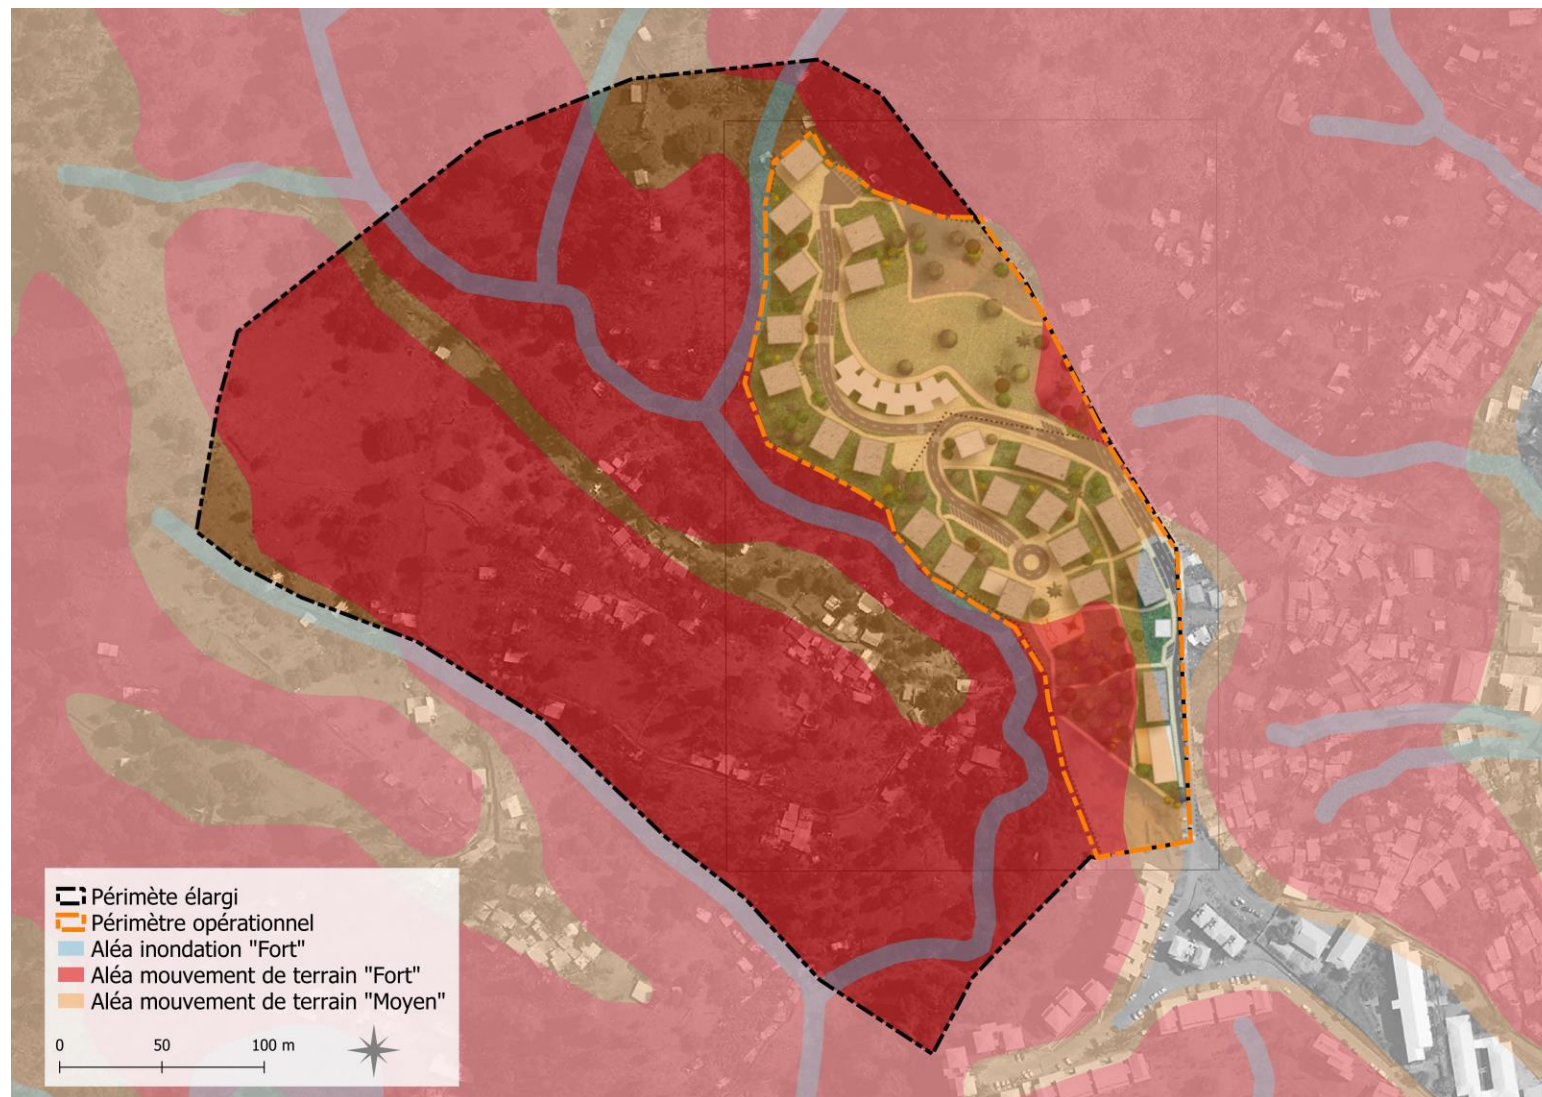 Périmète élargi
Périmètre opérationnel
Aléa inondation "Fort"
Aléa mouvement de terrain "Fort"
Aléa mouvement de terrain "Moyen"
0 50 100 m